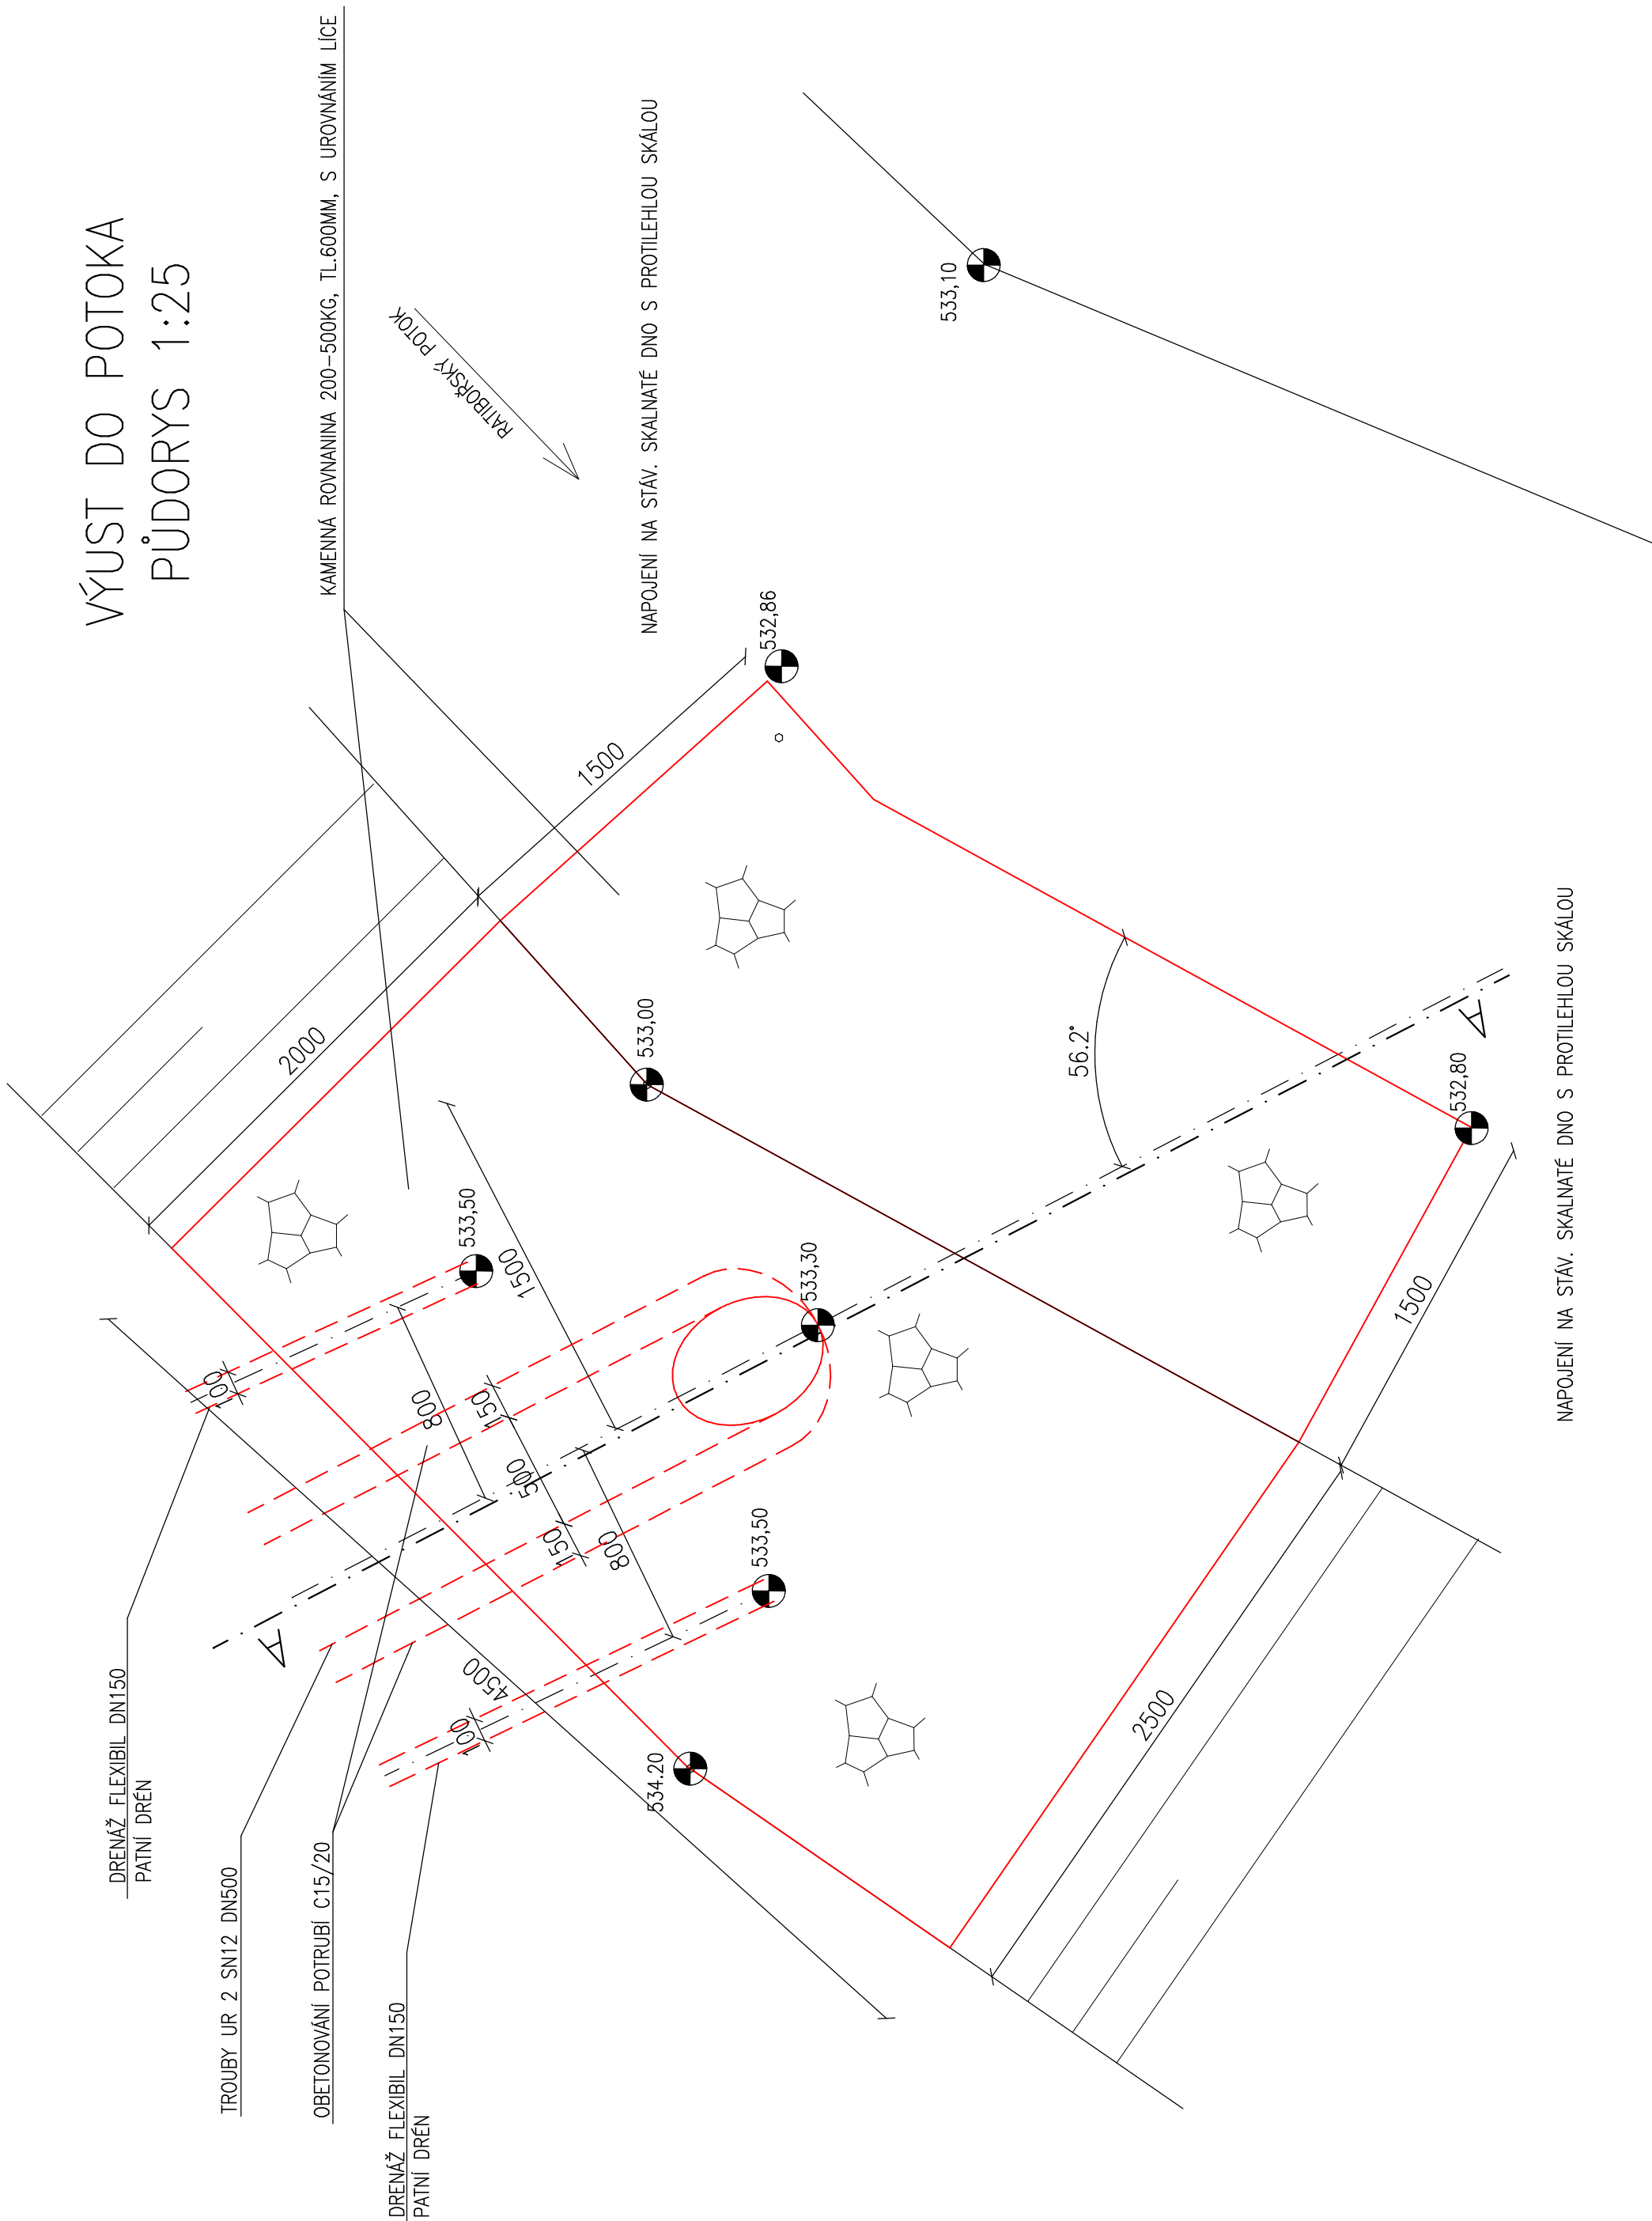 VÝUST DO POTOKA
PŮDORYS 1:25
KAMENNÁ ROVNANINA 200-500KG, TL.600MM, S UROVNÁNÍM LÍCE
RATIBOŘSKÝ POTOK
NAPOJENÍ NA STÁV. SKALNATÉ DNO S PROTILEHLOU SKÁLOU
533,10
532,86
1500
2000
533,00
533,50
1500
533,30
56.2°
A
532,80
NAPOJENÍ NA STÁV. SKALNATÉ DNO S PROTILEHLOU SKÁLOU
1500
100
800
150
500
150
800
533,50
A
4500
100
534.20
2500
DRENÁŽ FLEXIBIL DN150
PATNÍ DRÉN
TROUBY UR 2 SN12 DN500
OBETONOVÁNÍ POTRUBÍ C15/20
DRENÁŽ FLEXIBIL DN150
PATNÍ DRÉN